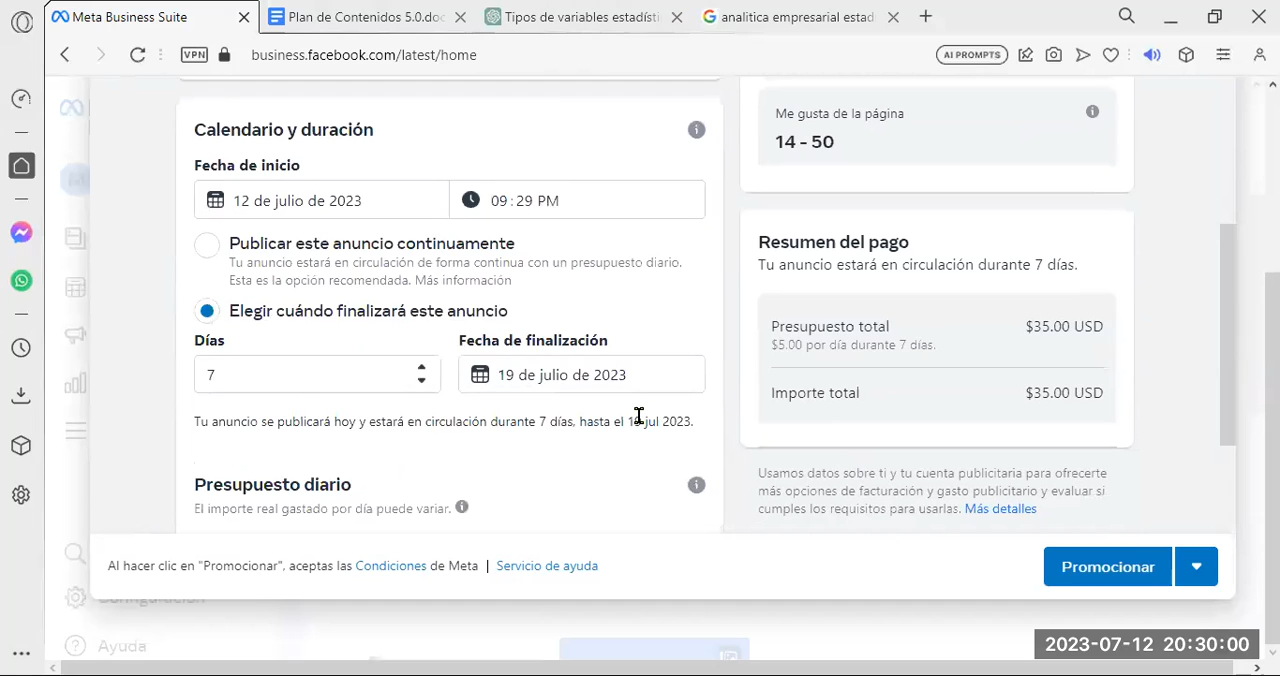 Meta Business Suite
Plan de Contenidos 5.0.doc
Tipos de variables estadísti
analitica empresarial estad
VPN
business.facebook.com/latest/home
AI PROMPTS
Calendario y duración
Fecha de inicio
12 de julio de 2023
09:29 PM
Publicar este anuncio continuamente
Tu anuncio estará en circulación de forma continua con un presupuesto diario.
Esta es la opción recomendada. Más información
Elegir cuándo finalizará este anuncio
Días
Fecha de finalización
7
19 de julio de 2023
Tu anuncio se publicará hoy y estará en circulación durante 7 días, hasta el 19 jul 2023.
Presupuesto diario
El importe real gastado por día puede variar.
Me gusta de la página
14 - 50
Resumen del pago
Tu anuncio estará en circulación durante 7 días.
Presupuesto total $35.00 USD
$5.00 por día durante 7 días.
Importe total $35.00 USD
Usamos datos sobre ti y tu cuenta publicitaria para ofrecerte
más opciones de facturación y gasto publicitario y evaluar si
cumples los requisitos para usarlas. Más detalles
Al hacer clic en "Promocionar", aceptas las Condiciones de Meta | Servicio de ayuda
Promocionar
Configuración
Ayuda
2023-07-12 20:30:00